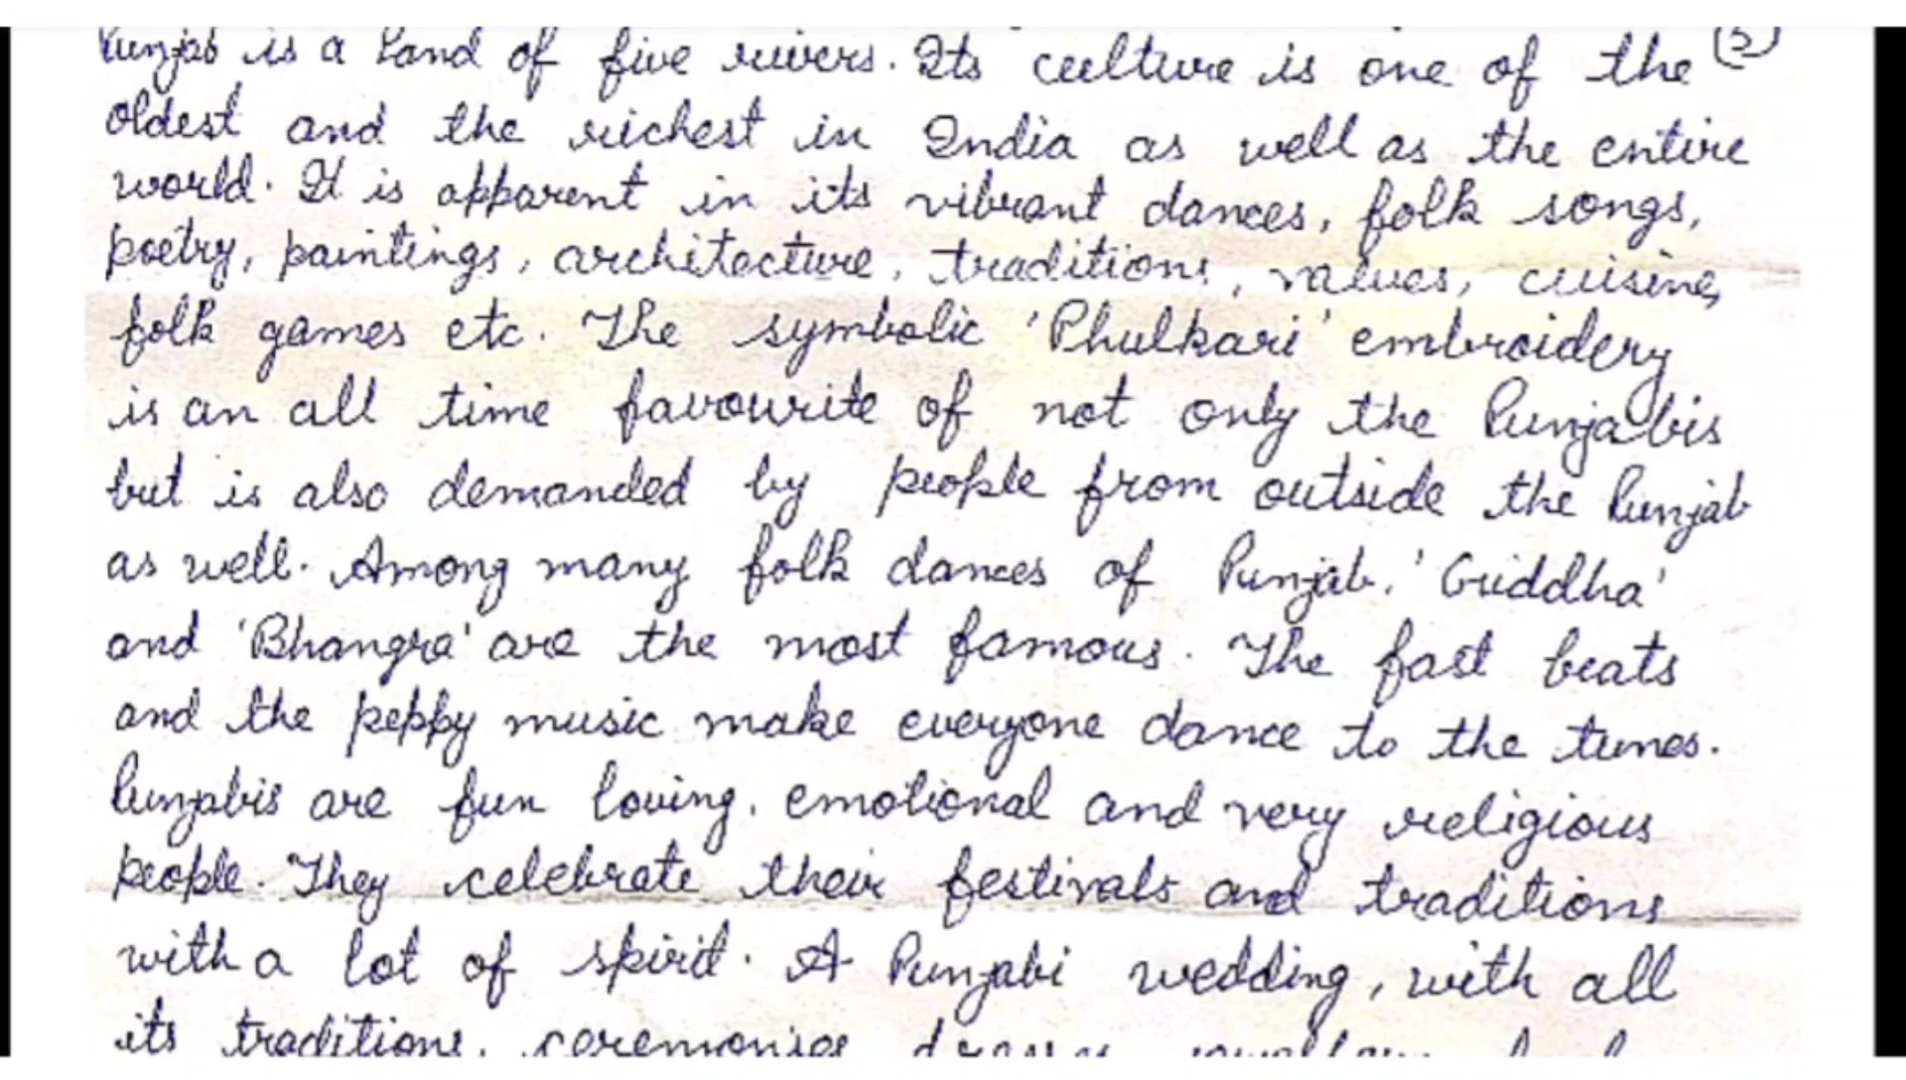 Punjab is a land of five rivers. Its culture is one of the (5)
oldest and the richest in India as well as the entire
world. It is apparent in its vibrant dances, folk songs,
poetry, paintings, architecture, traditions, values, cuisine,
folk games etc. The symbolic 'Phulkari' embroidery
is an all time favourite of not only the Punjabis
but is also demanded by people from outside the Punjab
as well. Among many folk dances of Punjab, 'Griddha'
and 'Bhangra' are the most famous. The fast beats
and the peppy music make everyone dance to the tunes.
Punjabis are fun loving, emotional and very religious
people. They celebrate their festivals and traditions
with a lot of spirit. A Punjabi wedding, with all
its traditions, ceremonies